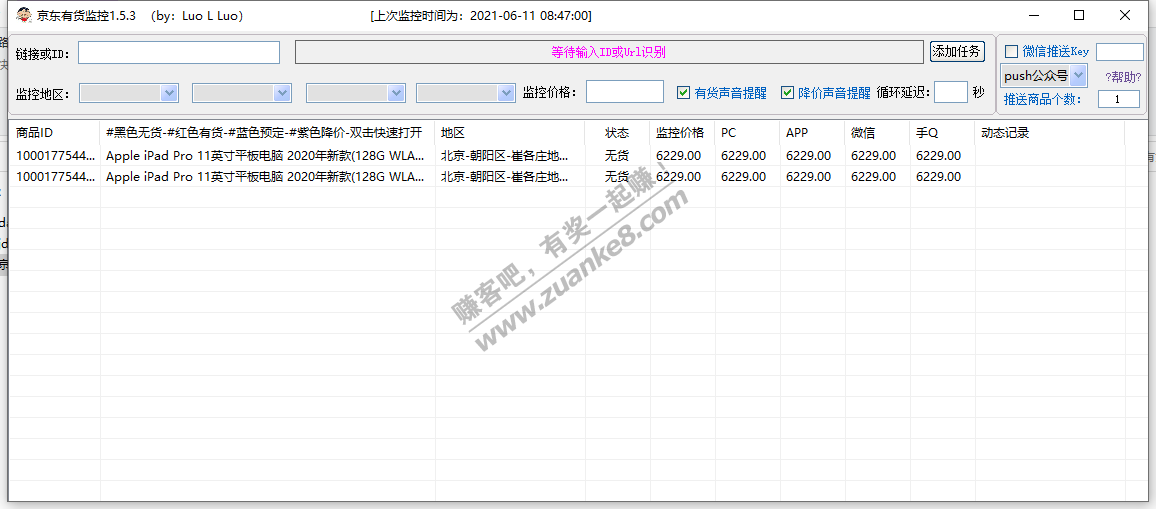 京东有货监控1.5.3 （by：Luo L Luo） [上次监控时间为：2021-06-11 08:47:00]
链接或ID： 等待输入ID或Url识别 添加任务 微信推送Key
监控地区： 监控价格： 有货声音提醒 降价声音提醒 循环延迟： 秒 push公众号 ?帮助?
推送商品个数： 1
商品ID #黑色无货-#红色有货-#蓝色预定-#紫色降价-双击快速打开 地区 状态 监控价格 PC APP 微信 手Q 动态记录
1000177544... Apple iPad Pro 11英寸平板电脑 2020年新款(128G WLA... 北京-朝阳区-崔各庄地... 无货 6229.00 6229.00 6229.00 6229.00 6229.00
1000177544... Apple iPad Pro 11英寸平板电脑 2020年新款(128G WLA... 北京-朝阳区-崔各庄地... 无货 6229.00 6229.00 6229.00 6229.00 6229.00
赚客吧，有奖一起赚！
www.zuanke8.com